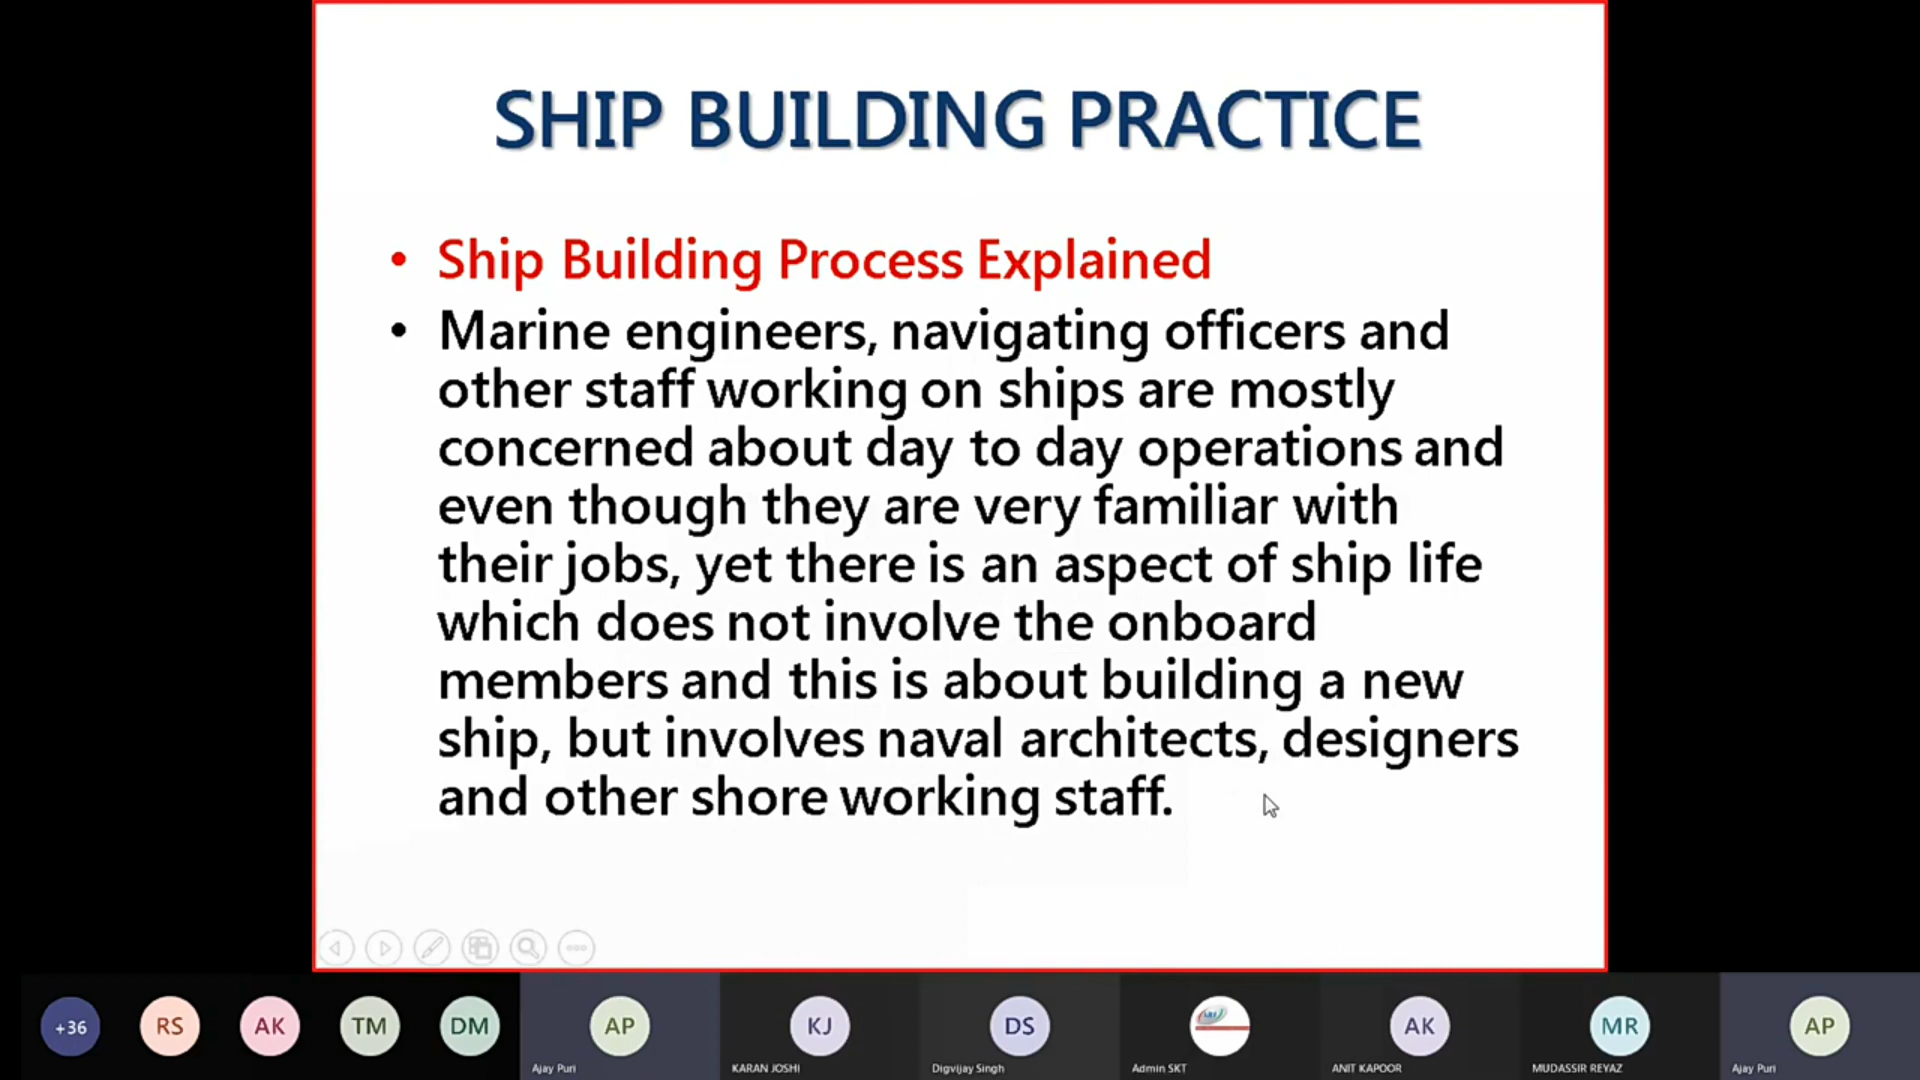 SHIP BUILDING PRACTICE
• Ship Building Process Explained
• Marine engineers, navigating officers and
other staff working on ships are mostly
concerned about day to day operations and
even though they are very familiar with
their jobs, yet there is an aspect of ship life
which does not involve the onboard
members and this is about building a new
ship, but involves naval architects, designers
and other shore working staff.
+36 RS AK TM DM AP KJ DS AK MR AP
Ajay Puri KARAN JOSHI Digvijay Singh Admin SKT ANIT KAPOOR MUDASSIR REYAZ Ajay Puri